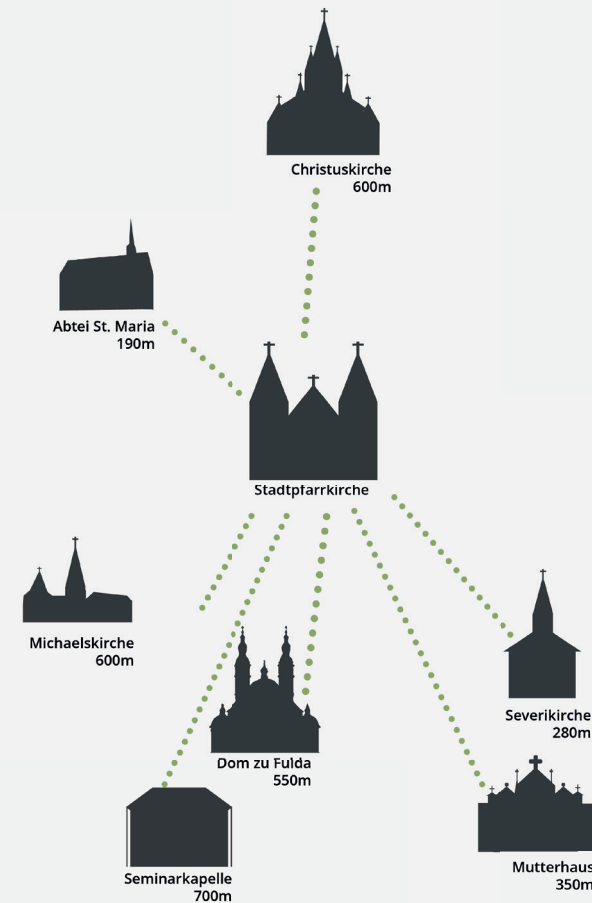 Christuskirche
600m
Abtei St. Maria
190m
Stadtpfarrkirche
Michaelskirche
600m
Severikirche
280m
Dom zu Fulda
550m
Mutterhaus
350m
Seminarkapelle
700m